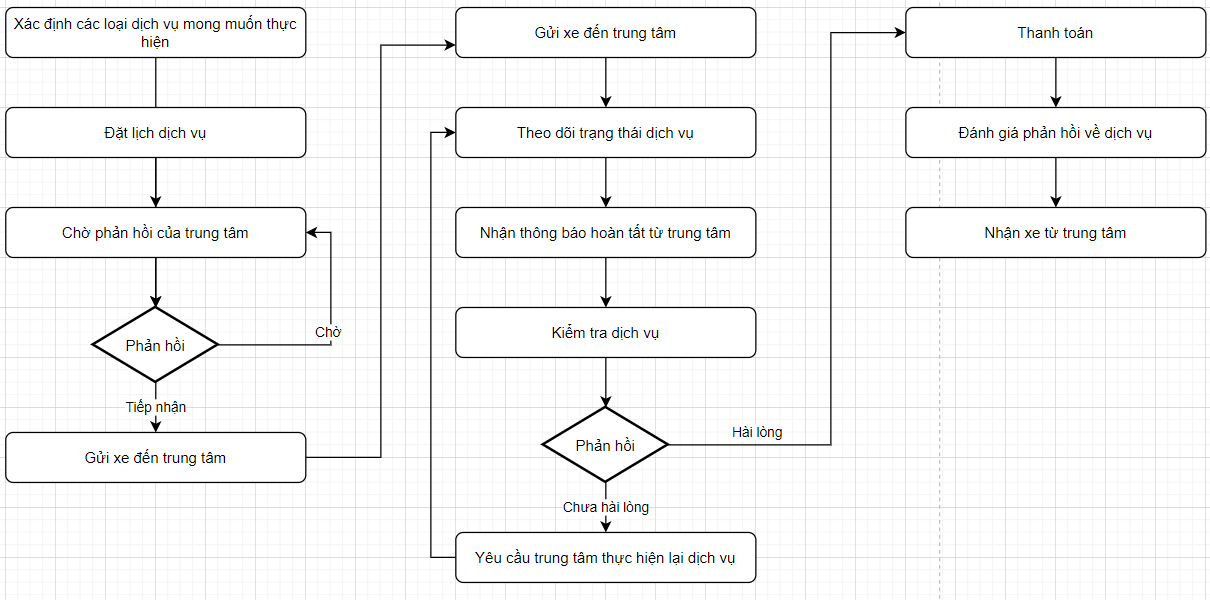 Xác định các loại dịch vụ mong muốn thực
hiện
Đặt lịch dịch vụ
Chờ phản hồi của trung tâm
Phản hồi
Chờ
Tiếp nhận
Gửi xe đến trung tâm
Gửi xe đến trung tâm
Theo dõi trạng thái dịch vụ
Nhận thông báo hoàn tất từ trung tâm
Kiểm tra dịch vụ
Phản hồi
Hài lòng
Chưa hài lòng
Yêu cầu trung tâm thực hiện lại dịch vụ
Thanh toán
Đánh giá phản hồi về dịch vụ
Nhận xe từ trung tâm